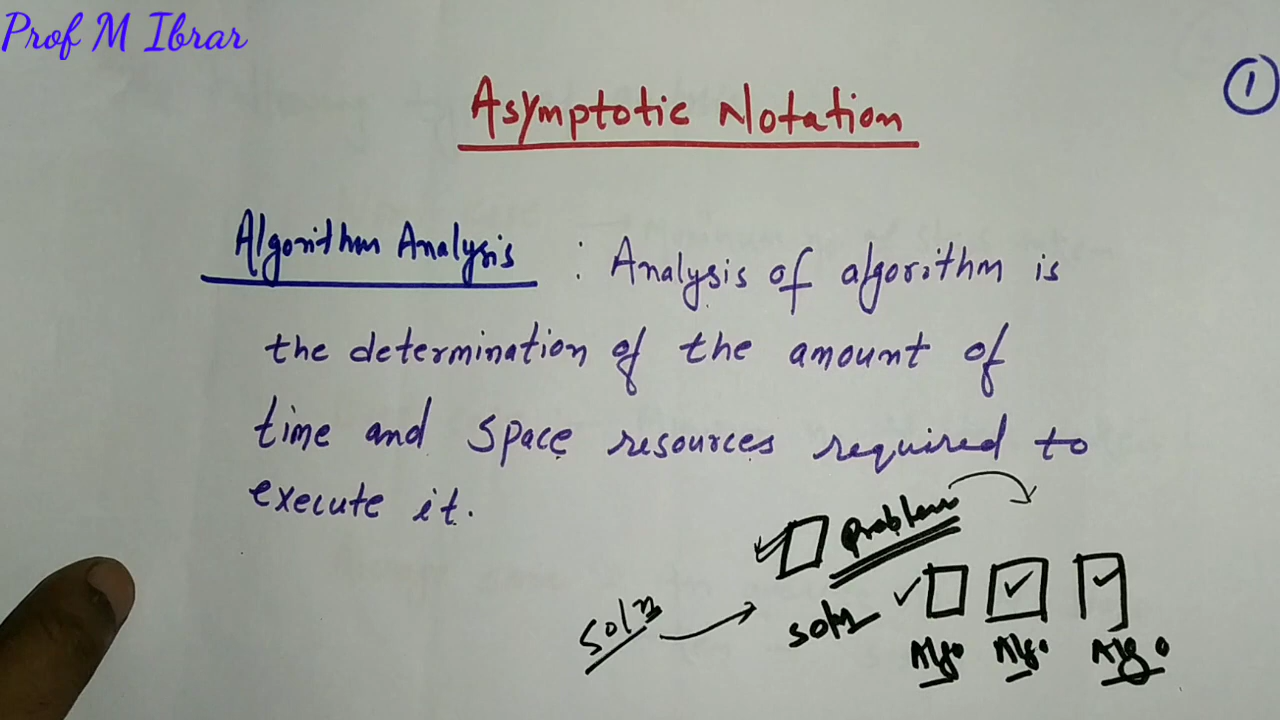 Prof M Ibrar
1
Asymptotic Notation
Algorithm Analysis : Analysis of algorithm is
the determination of the amount of
time and space resources required to
execute it.
problem
soln
soln
Algo Algo Algo